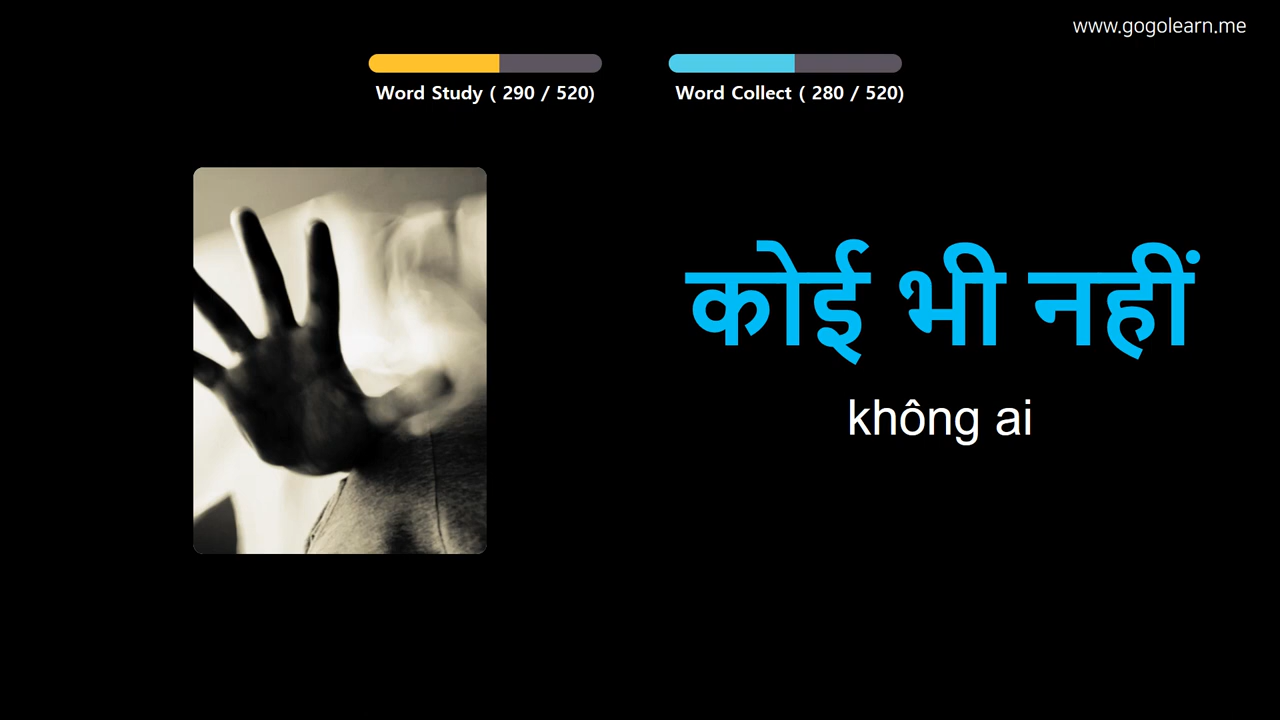 www.gogolearn.me
Word Study ( 290 / 520)
Word Collect ( 280 / 520)
कोई भी नहीं
không ai